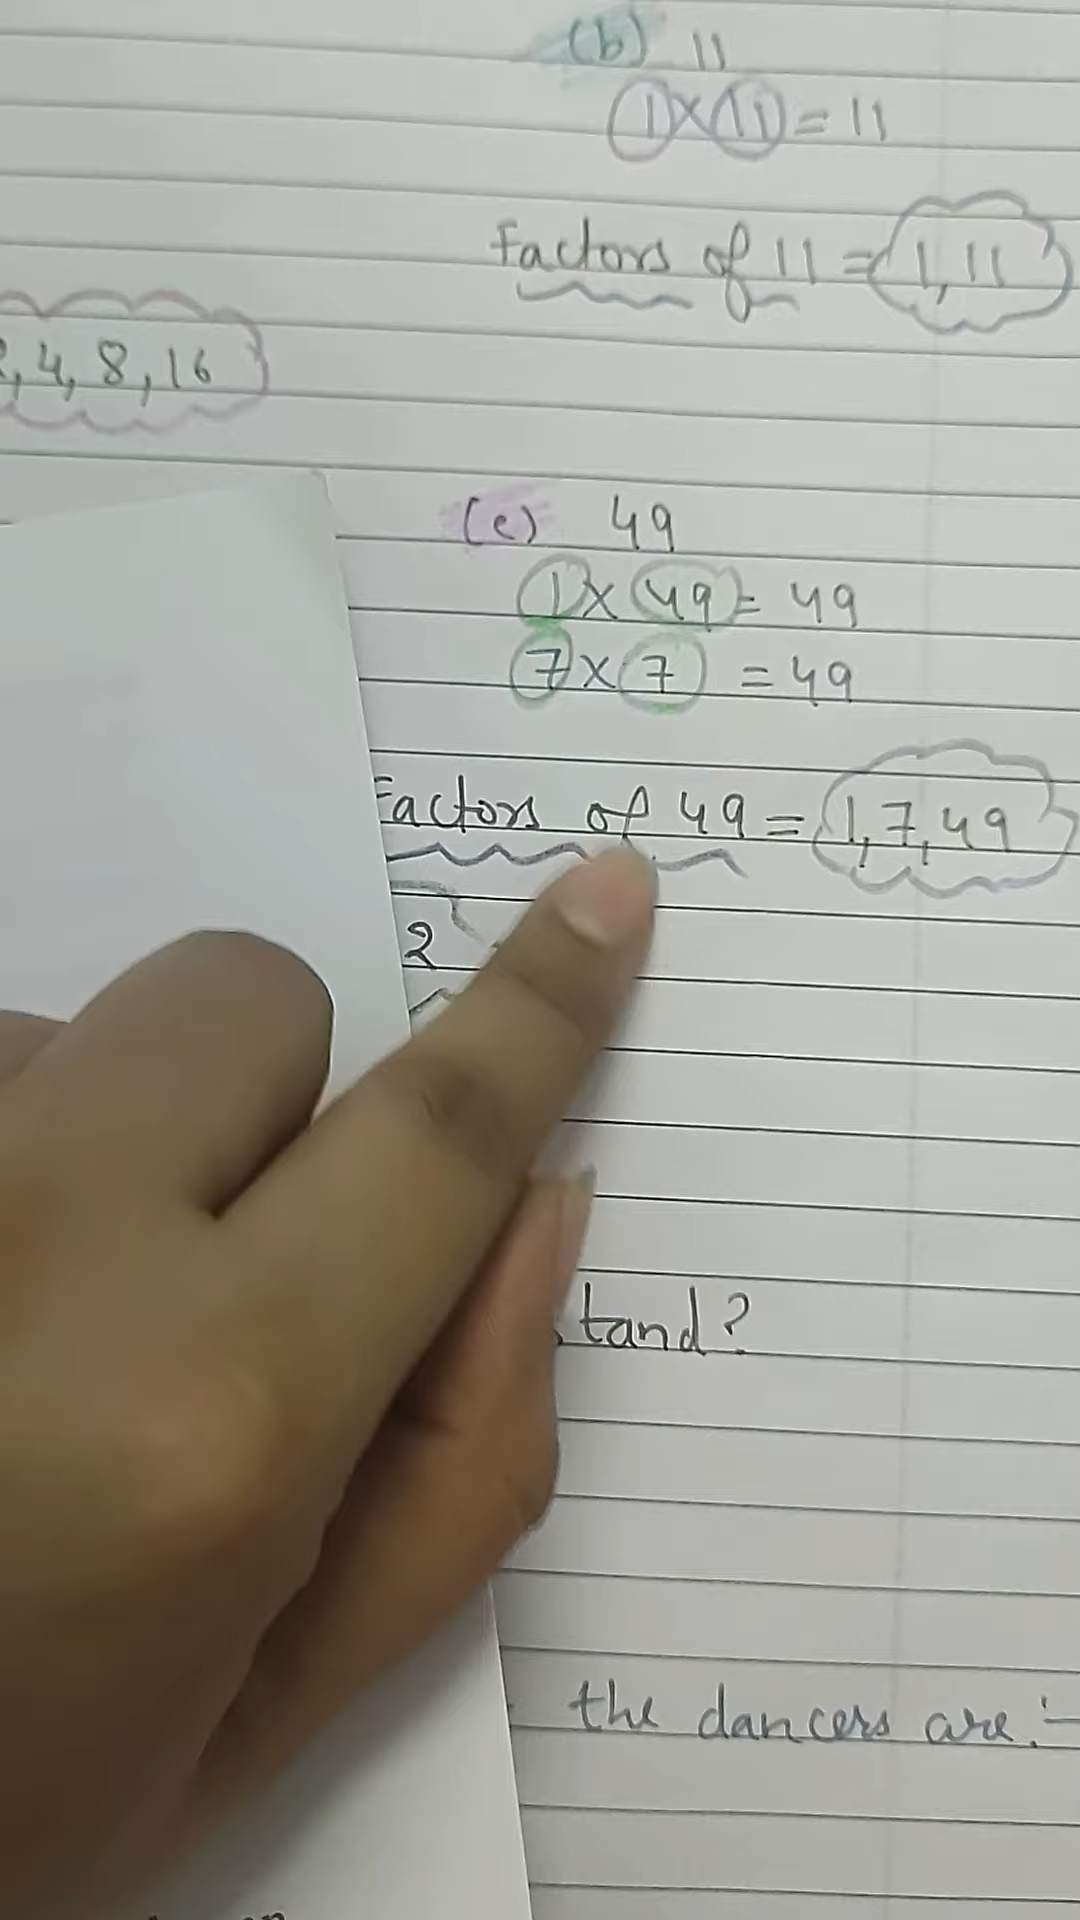 (b) 11
1 × 11 = 11
Factors of 11 = 1, 11
, 4, 8, 16
(e) 49
1 × 49 = 49
7 × 7 = 49
Factors of 49 = 1, 7, 49
2
tand?
the dancers are:-